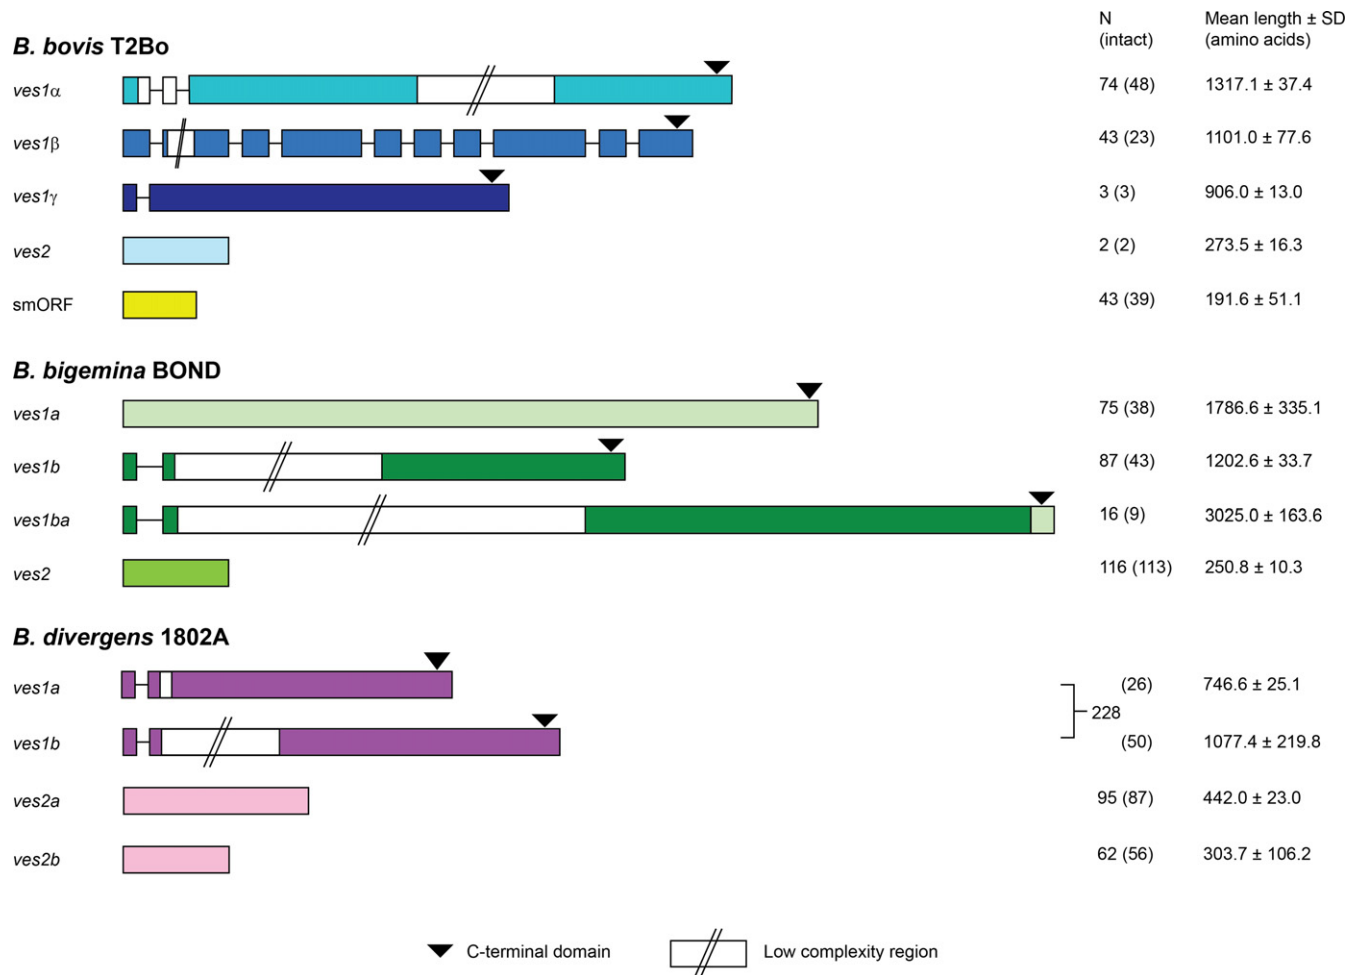 N Mean length ± SD
(intact) (amino acids)
B. bovis T2Bo
ves1α 74 (48) 1317.1 ± 37.4
ves1β 43 (23) 1101.0 ± 77.6
ves1γ 3 (3) 906.0 ± 13.0
ves2 2 (2) 273.5 ± 16.3
smORF 43 (39) 191.6 ± 51.1
B. bigemina BOND
ves1a 75 (38) 1786.6 ± 335.1
ves1b 87 (43) 1202.6 ± 33.7
ves1ba 16 (9) 3025.0 ± 163.6
ves2 116 (113) 250.8 ± 10.3
B. divergens 1802A
ves1a (26) 746.6 ± 25.1
228
ves1b (50) 1077.4 ± 219.8
ves2a 95 (87) 442.0 ± 23.0
ves2b 62 (56) 303.7 ± 106.2
C-terminal domain Low complexity region